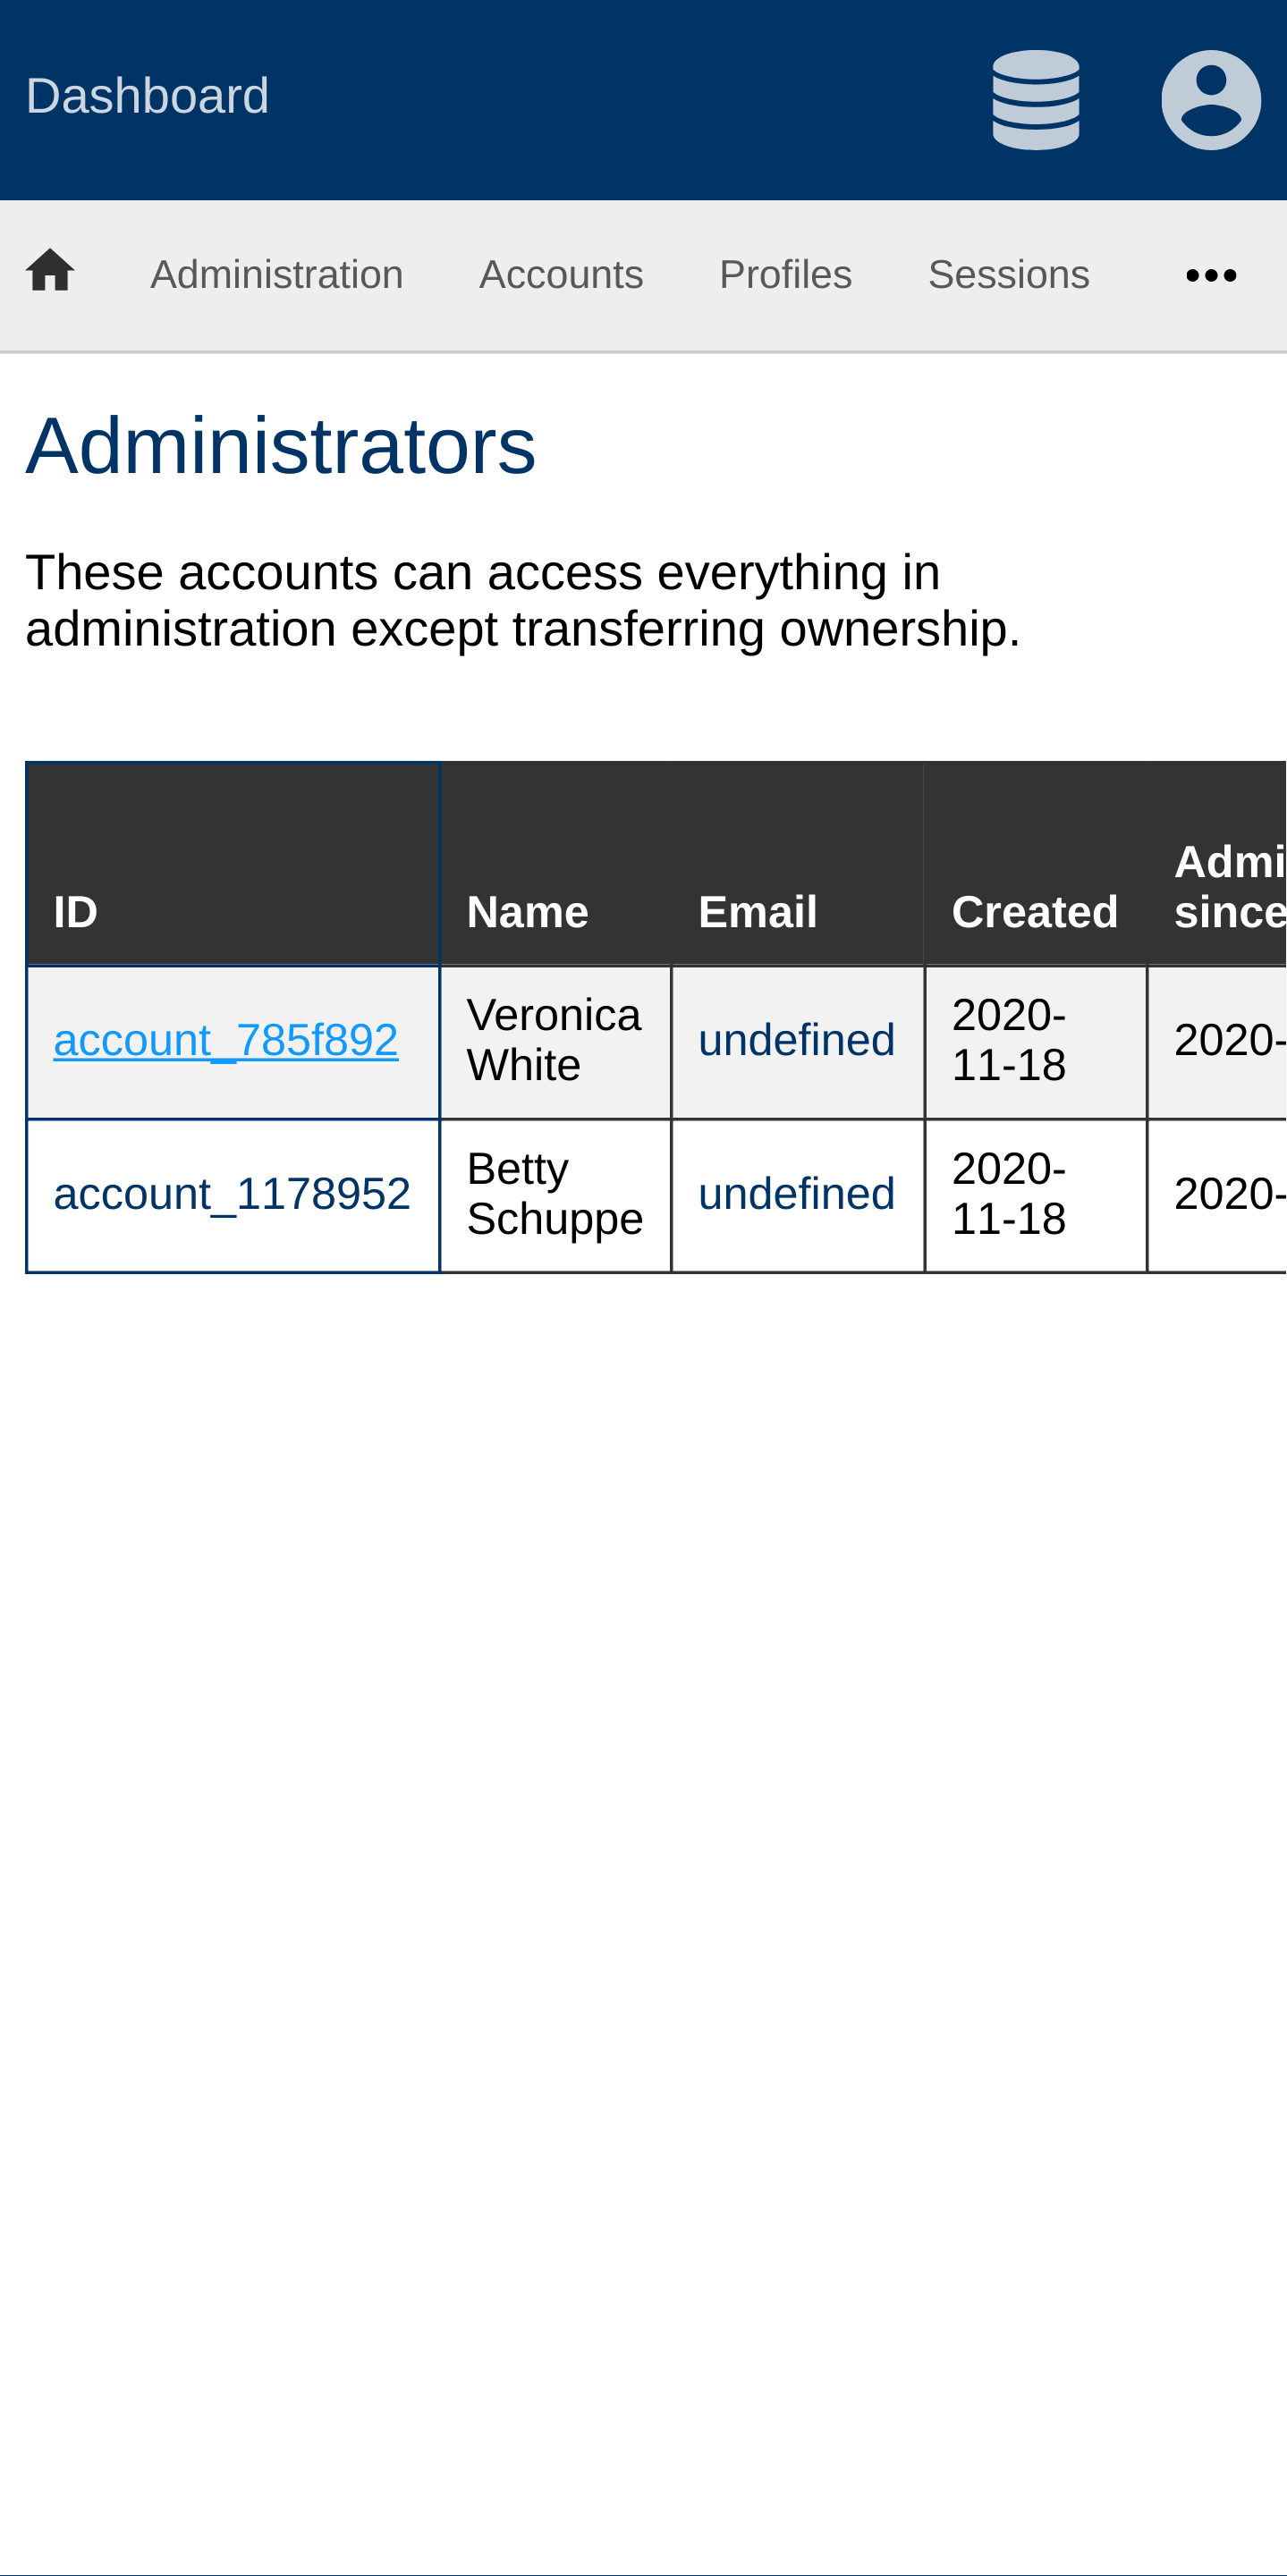 Dashboard
Administration Accounts Profiles Sessions
Administrators
These accounts can access everything in
administration except transferring ownership.
ID Name Email Created Admi
since
account_785f892 Veronica White undefined 2020-11-18 2020-
account_1178952 Betty Schuppe undefined 2020-11-18 2020-